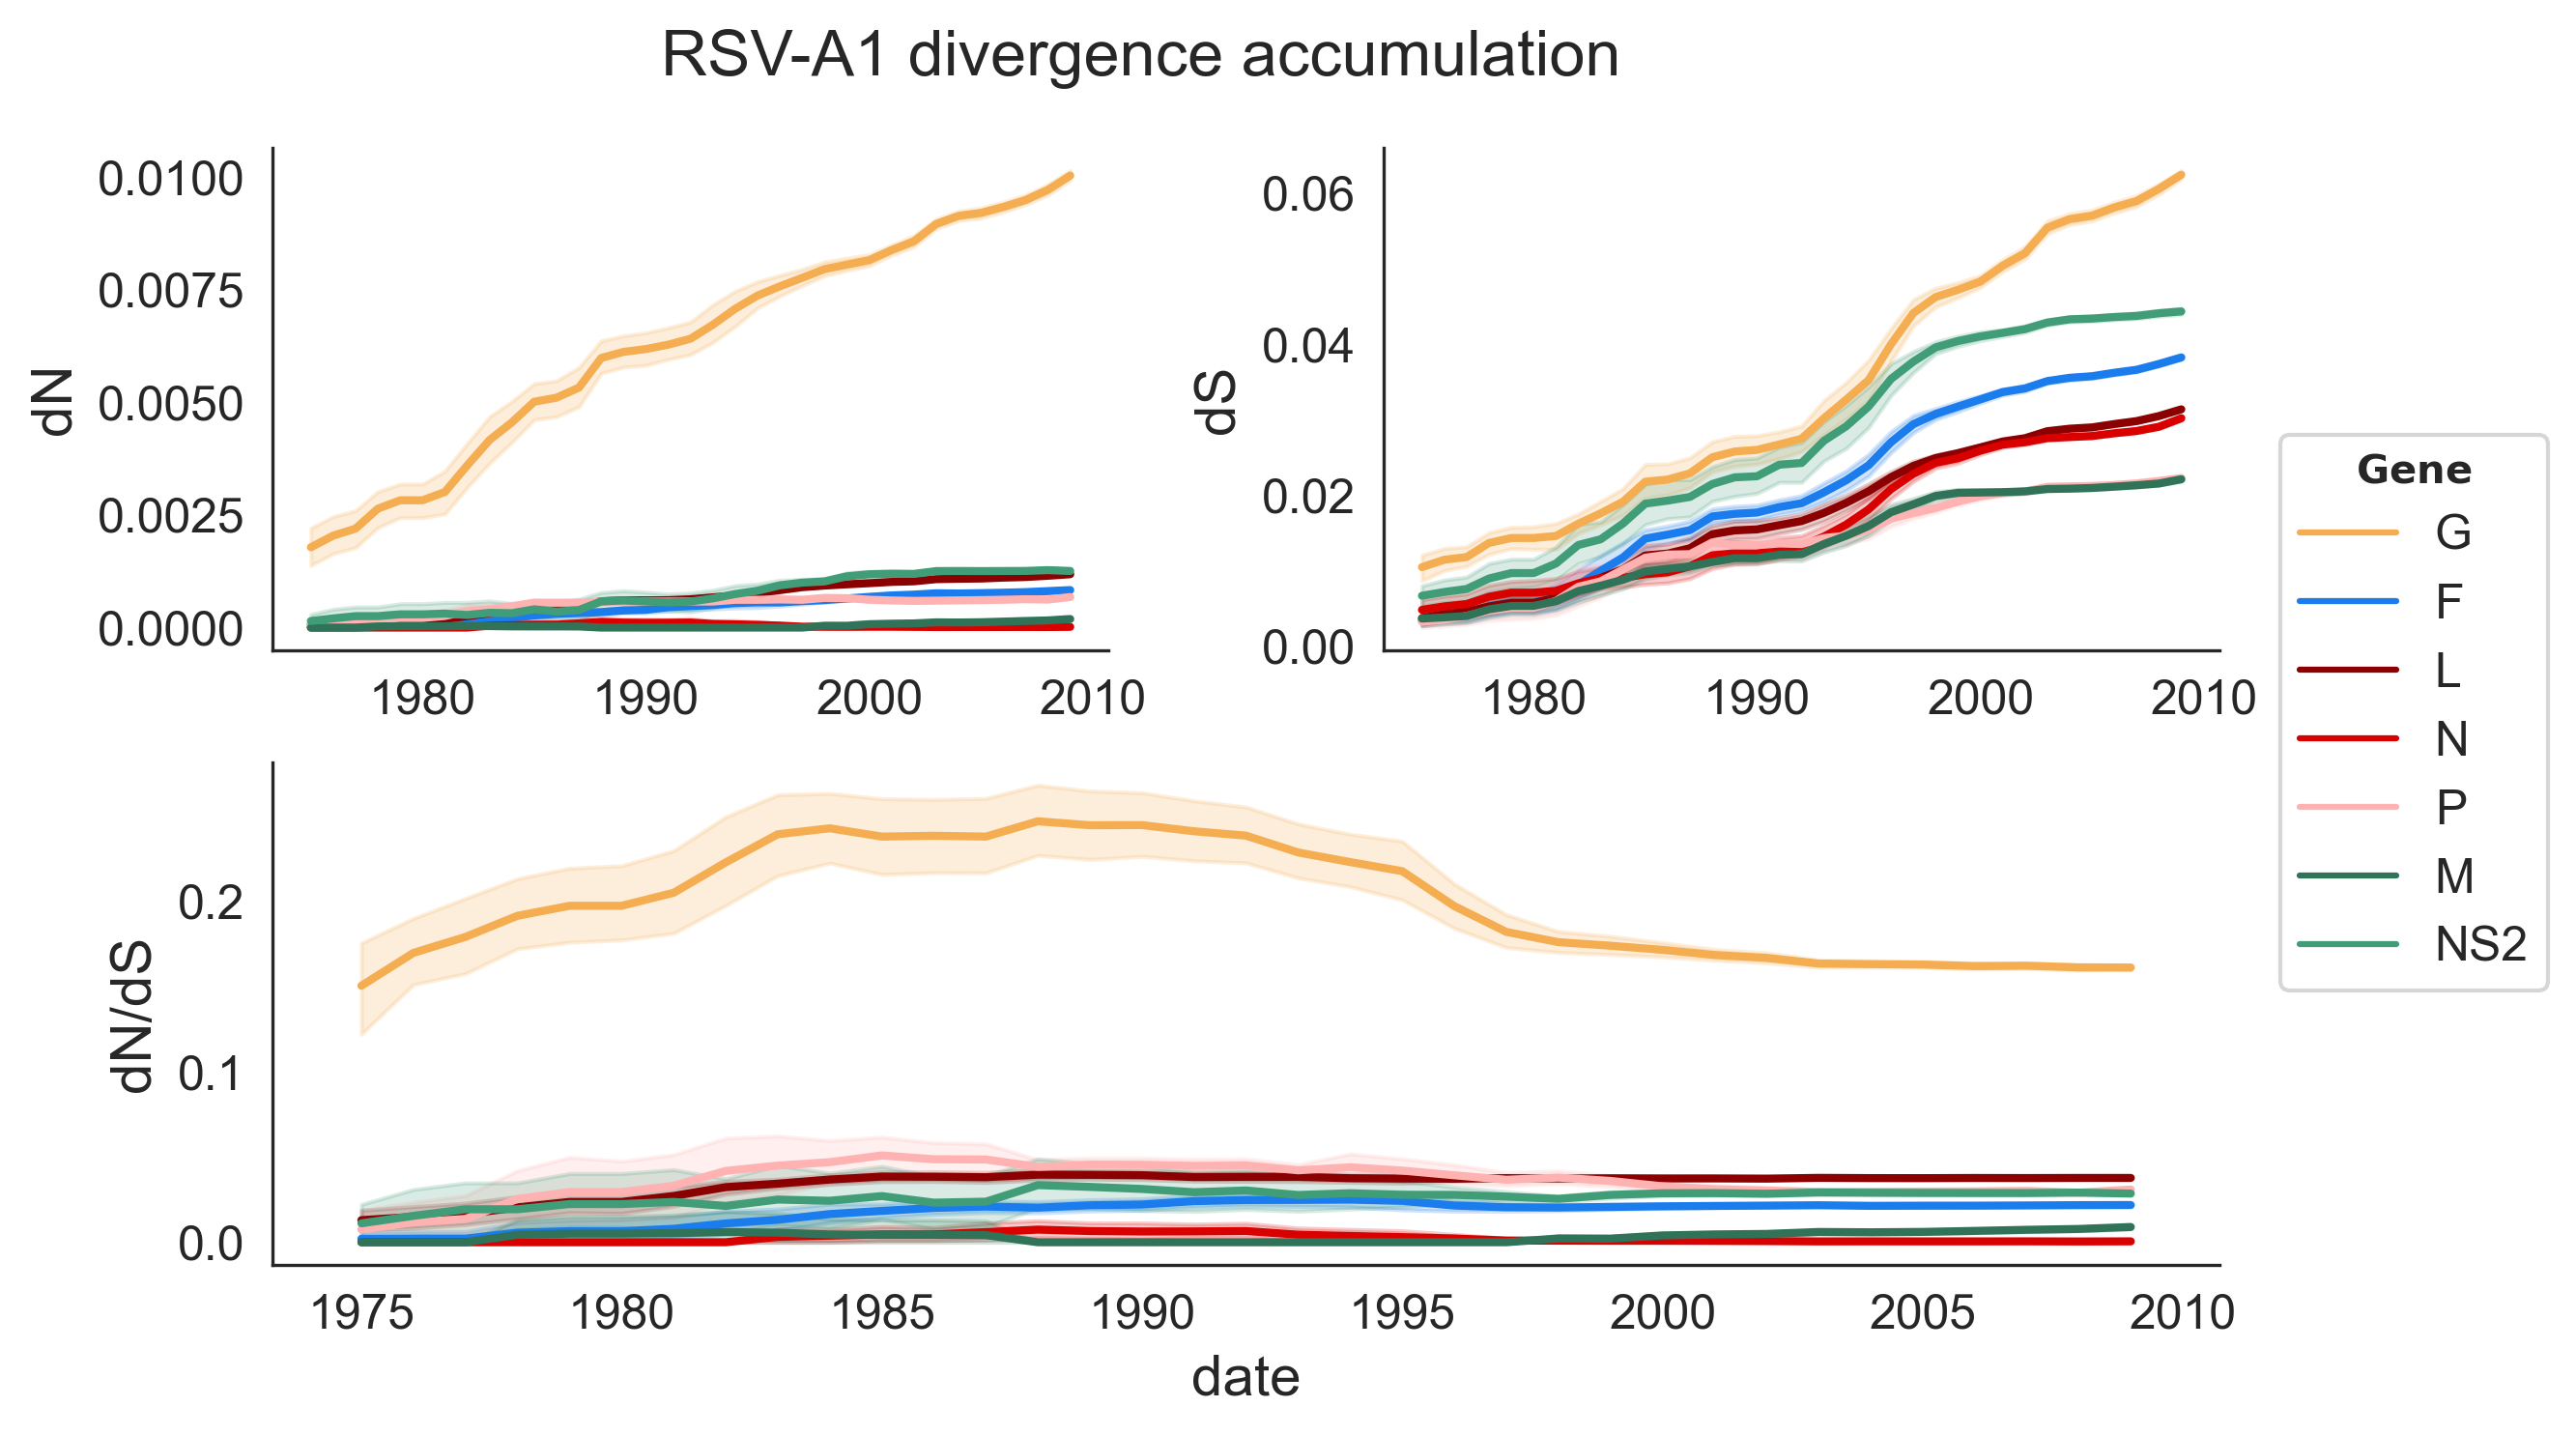 RSV-A1 divergence accumulation
dN
0.0100
0.0075
0.0050
0.0025
0.0000
1980 1990 2000 2010
dS
0.06
0.04
0.02
0.00
1980 1990 2000 2010
Gene
G
F
L
N
P
M
NS2
dN/dS
0.2
0.1
0.0
1975 1980 1985 1990 1995 2000 2005 2010
date